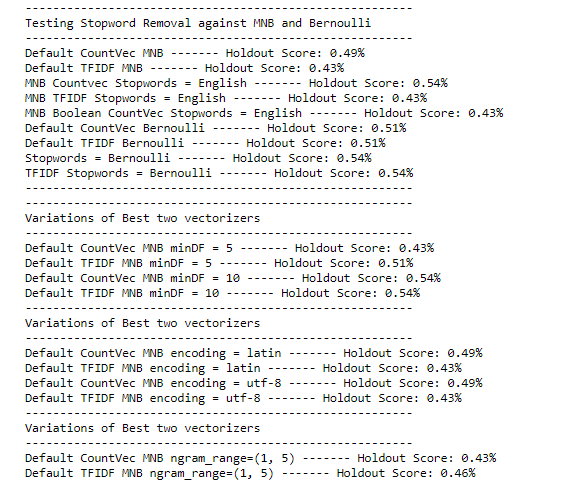 --------------------------------------------------------
Testing Stopword Removal against MNB and Bernoulli
--------------------------------------------------------
Default CountVec MNB ------- Holdout Score: 0.49%
Default TFIDF MNB ------- Holdout Score: 0.43%
MNB Countvec Stopwords = English ------- Holdout Score: 0.54%
MNB TFIDF Stopwords = English ------- Holdout Score: 0.43%
MNB Boolean CountVec Stopwords = English ------- Holdout Score: 0.43%
Default CountVec Bernoulli ------- Holdout Score: 0.51%
Default TFIDF Bernoulli ------- Holdout Score: 0.51%
Stopwords = Bernoulli ------- Holdout Score: 0.54%
TFIDF Stopwords = Bernoulli ------- Holdout Score: 0.54%
--------------------------------------------------------
--------------------------------------------------------
Variations of Best two vectorizers
--------------------------------------------------------
Default CountVec MNB minDF = 5 ------- Holdout Score: 0.43%
Default TFIDF MNB minDF = 5 ------- Holdout Score: 0.51%
Default CountVec MNB minDF = 10 ------- Holdout Score: 0.54%
Default TFIDF MNB minDF = 10 ------- Holdout Score: 0.54%
--------------------------------------------------------
Variations of Best two vectorizers
--------------------------------------------------------
Default CountVec MNB encoding = latin ------- Holdout Score: 0.49%
Default TFIDF MNB encoding = latin ------- Holdout Score: 0.43%
Default CountVec MNB encoding = utf-8 ------- Holdout Score: 0.49%
Default TFIDF MNB encoding = utf-8 ------- Holdout Score: 0.43%
--------------------------------------------------------
Variations of Best two vectorizers
--------------------------------------------------------
Default CountVec MNB ngram_range=(1, 5) ------- Holdout Score: 0.43%
Default TFIDF MNB ngram_range=(1, 5) ------- Holdout Score: 0.46%